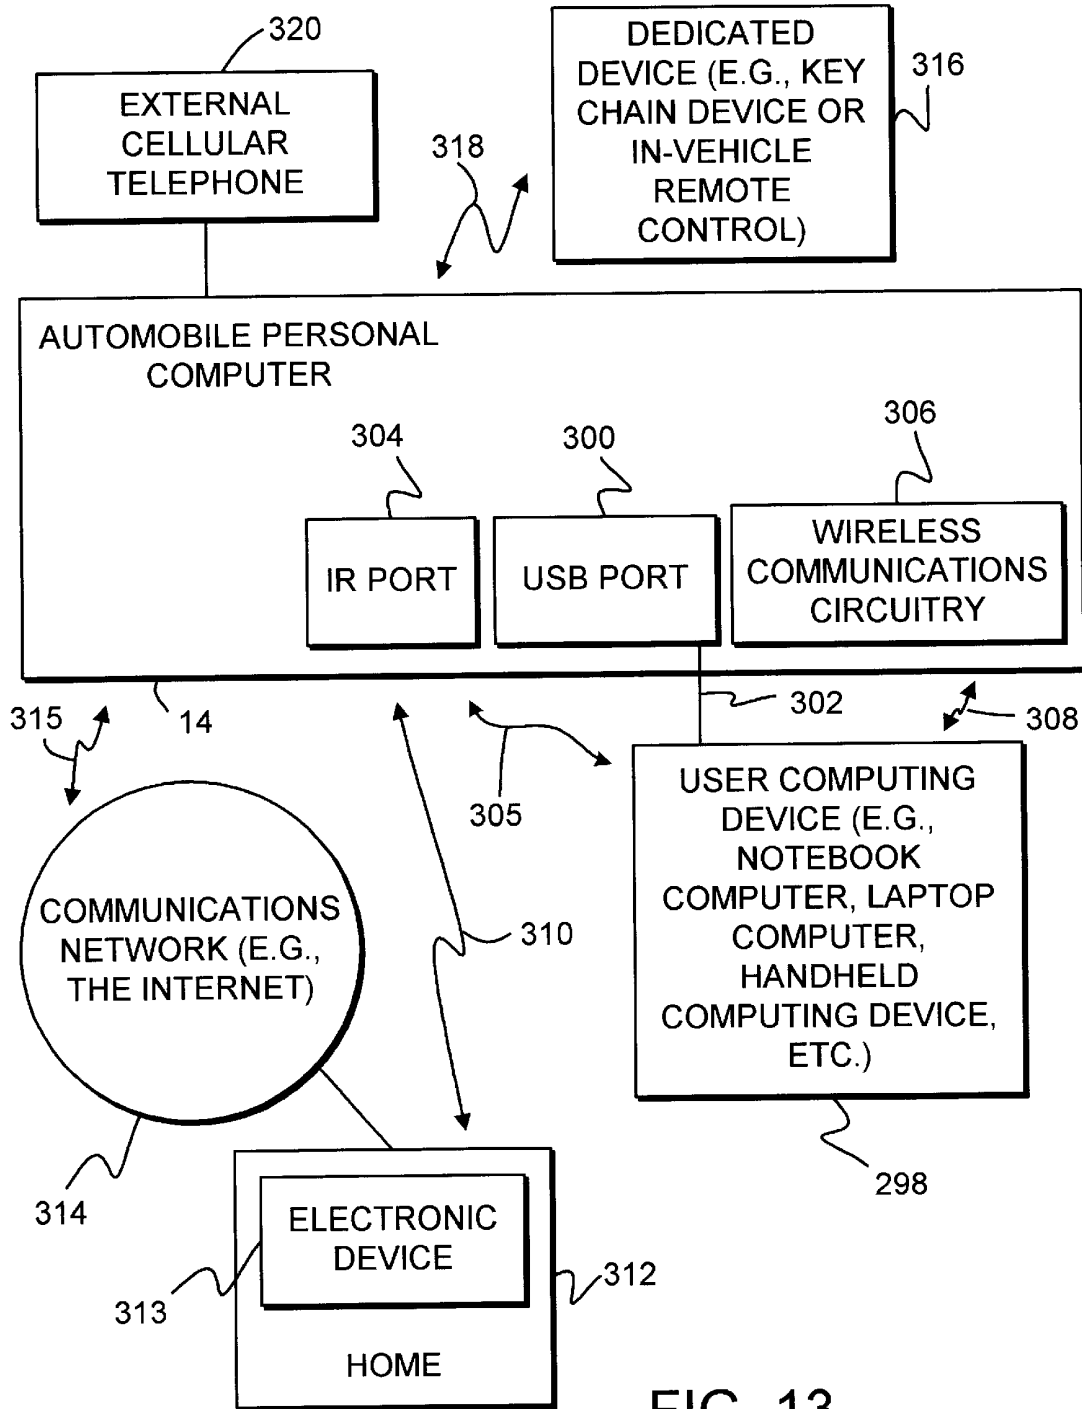 320
EXTERNAL
CELLULAR
TELEPHONE
318
DEDICATED
DEVICE (E.G., KEY
CHAIN DEVICE OR
IN-VEHICLE
REMOTE
CONTROL)
316
AUTOMOBILE PERSONAL
COMPUTER
304
300
306
IR PORT
USB PORT
WIRELESS
COMMUNICATIONS
CIRCUITRY
315
14
302
308
305
COMMUNICATIONS
NETWORK (E.G.,
THE INTERNET)
310
USER COMPUTING
DEVICE (E.G.,
NOTEBOOK
COMPUTER, LAPTOP
COMPUTER,
HANDHELD
COMPUTING DEVICE,
ETC.)
314
298
ELECTRONIC
DEVICE
313
312
HOME
FIG. 13